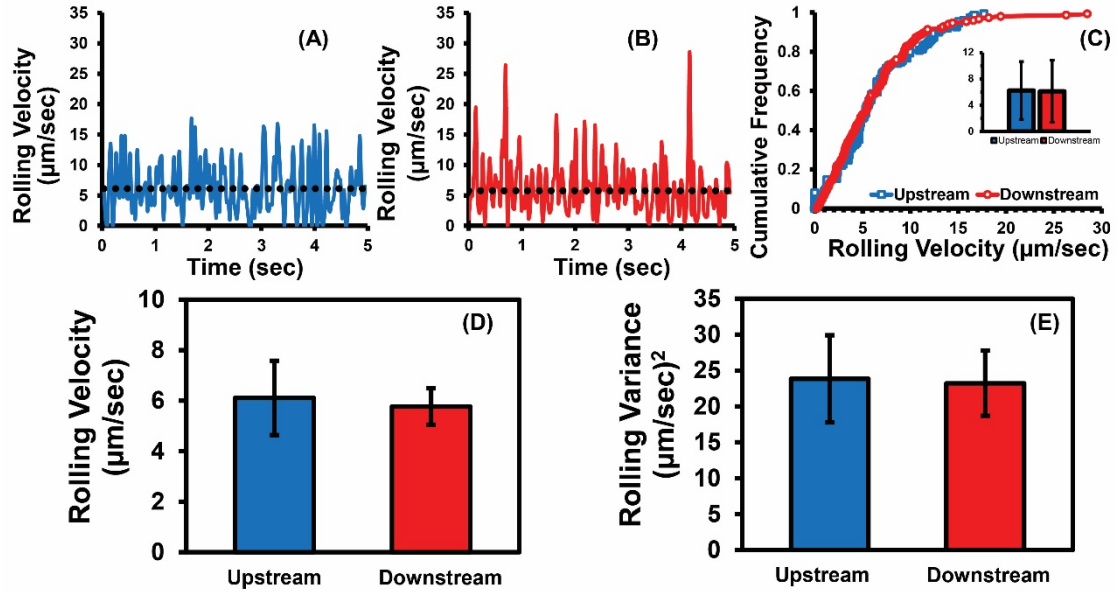 (A)
Rolling Velocity
(µm/sec)
35
30
25
20
15
10
5
0
0 1 2 3 4 5
Time (sec)
(B)
Rolling Velocity
(µm/sec)
35
30
25
20
15
10
5
0
0 1 2 3 4 5
Time (sec)
(C)
Cumulative Frequency
1
0.8
0.6
0.4
0.2
0
0 5 10 15 20 25 30
Rolling Velocity (µm/sec)
Upstream Downstream
12
8
4
0
Upstream Downstream
(D)
Rolling Velocity
(µm/sec)
10
8
6
4
2
0
Upstream Downstream
(E)
Rolling Variance
(µm/sec)²
35
30
25
20
15
10
5
0
Upstream Downstream